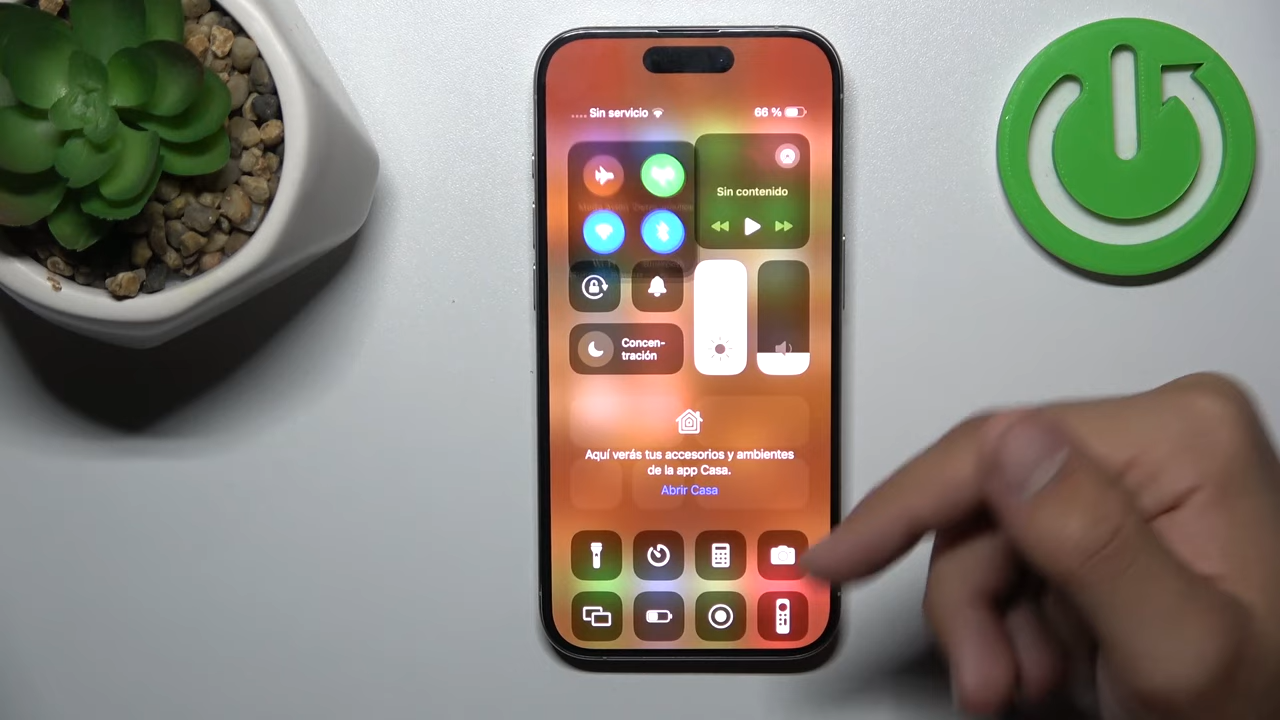 Sin servicio
66 %
Sin contenido
Concen-
tración
Aquí verás tus accesorios y ambientes
de la app Casa.
Abrir Casa